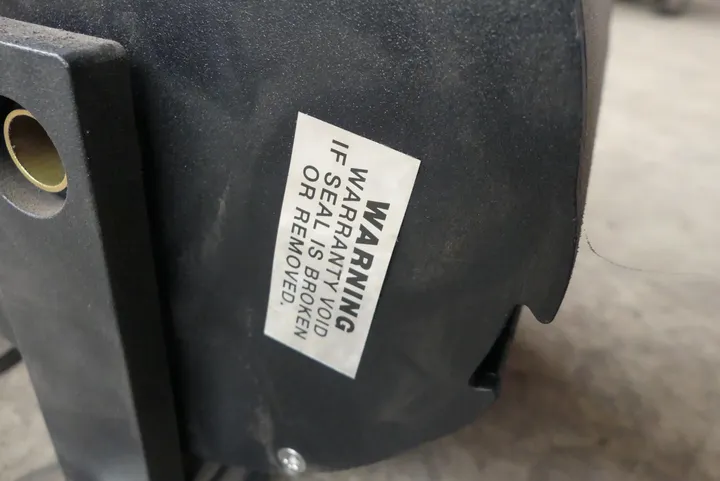 WARNING
WARRANTY VOID
IF SEAL IS BROKEN
OR REMOVED.